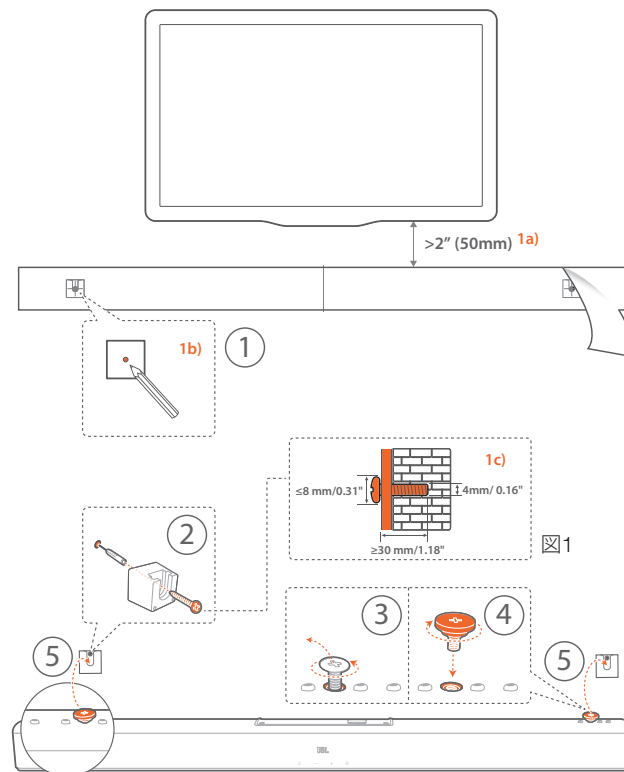 >2" (50mm) 1a)
1b)
1
1c)
≤8 mm/0.31"
4mm/ 0.16"
≥30 mm/1.18"
2
図1
3
4
5
5
JBL